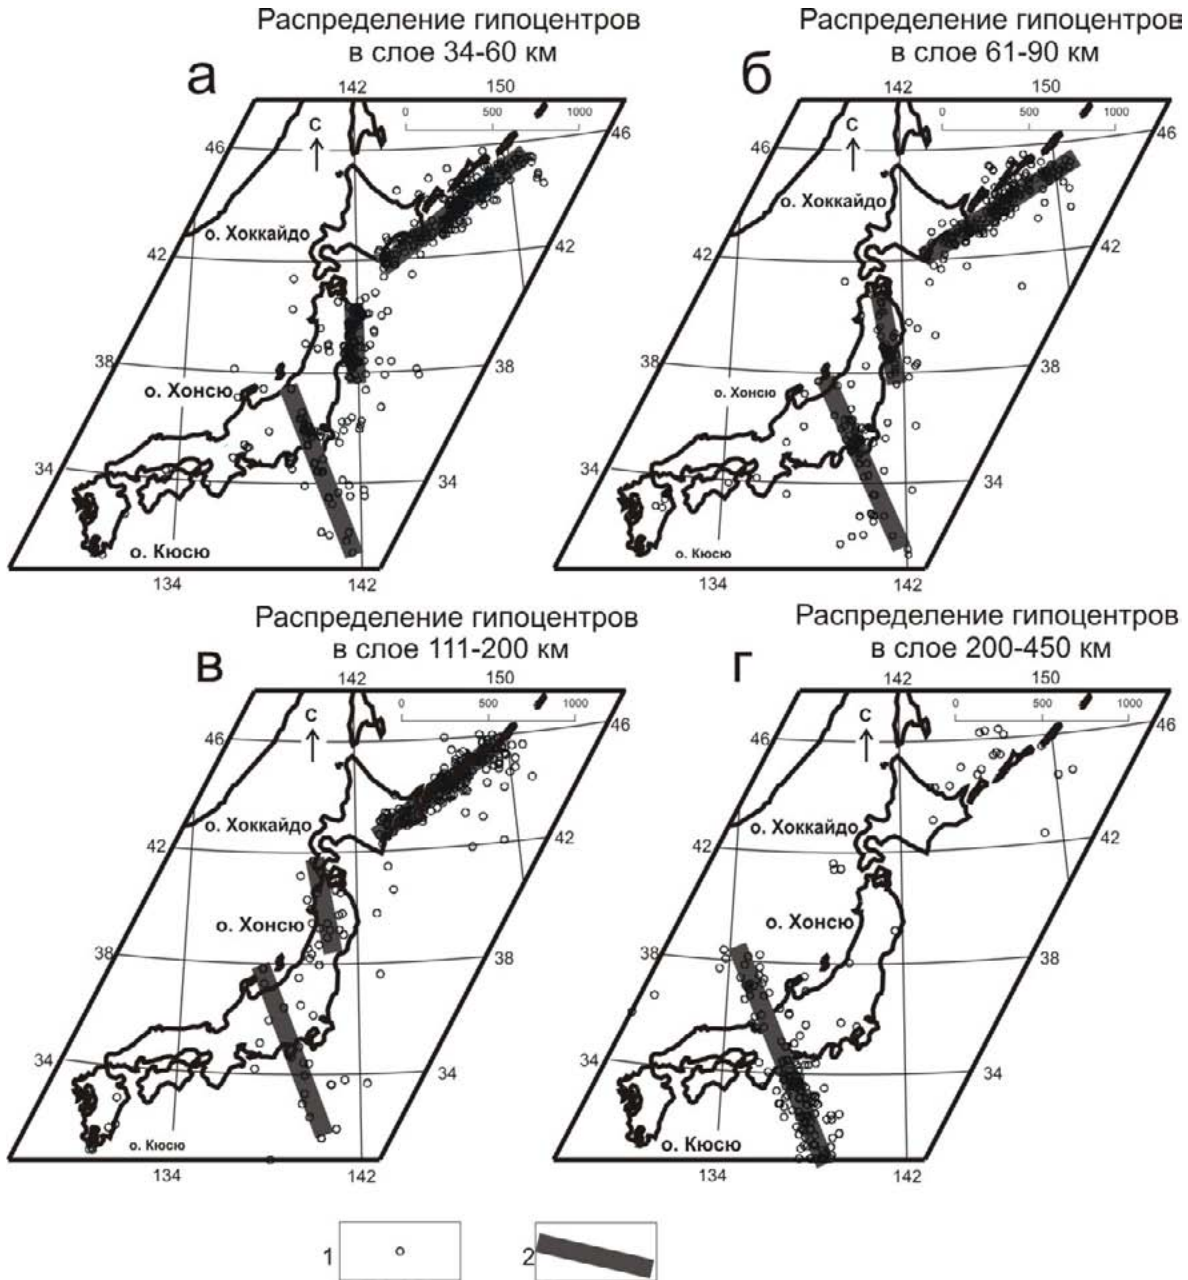 Распределение гипоцентров
в слое 34-60 км
а
142
150
0 500 1000
С
46
46
о. Хоккайдо
42
42
38
38
о. Хонсю
34
34
о. Кюсю
134
142
Распределение гипоцентров
в слое 61-90 км
б
142
150
0 500 1000
С
46
46
о. Хоккайдо
42
42
38
38
о. Хонсю
34
34
о. Кюсю
134
142
Распределение гипоцентров
в слое 111-200 км
в
142
150
0 500 1000
С
46
46
о. Хоккайдо
42
42
о. Хонсю
38
38
34
34
о. Кюсю
134
142
Распределение гипоцентров
в слое 200-450 км
г
142
150
0 500 1000
С
46
46
о. Хоккайдо
42
42
о. Хонсю
38
38
34
34
о. Кюсю
134
142
1
2